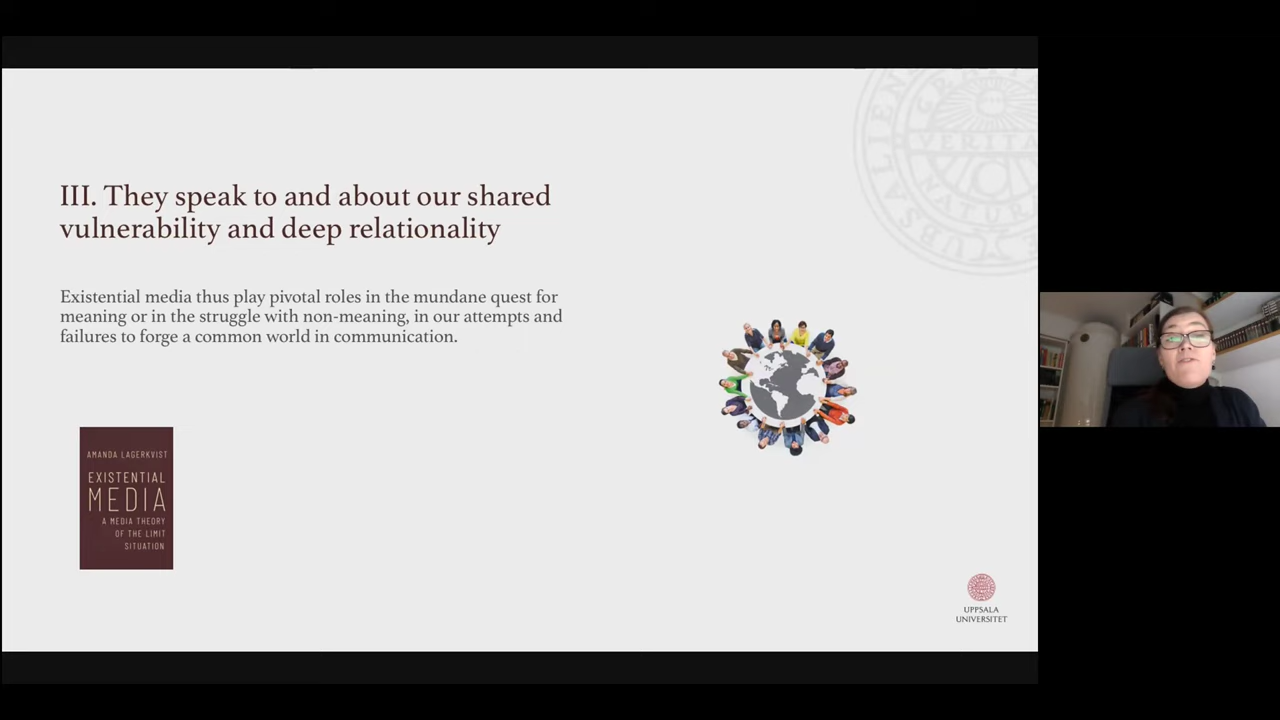 III. They speak to and about our shared
vulnerability and deep relationality
Existential media thus play pivotal roles in the mundane quest for
meaning or in the struggle with non-meaning, in our attempts and
failures to forge a common world in communication.
AMANDA LAGERKVIST
EXISTENTIAL
MEDIA
A MEDIA THEORY
OF THE LIMIT
SITUATION
VERITA
NATUR
UPPSALA
UNIVERSITET